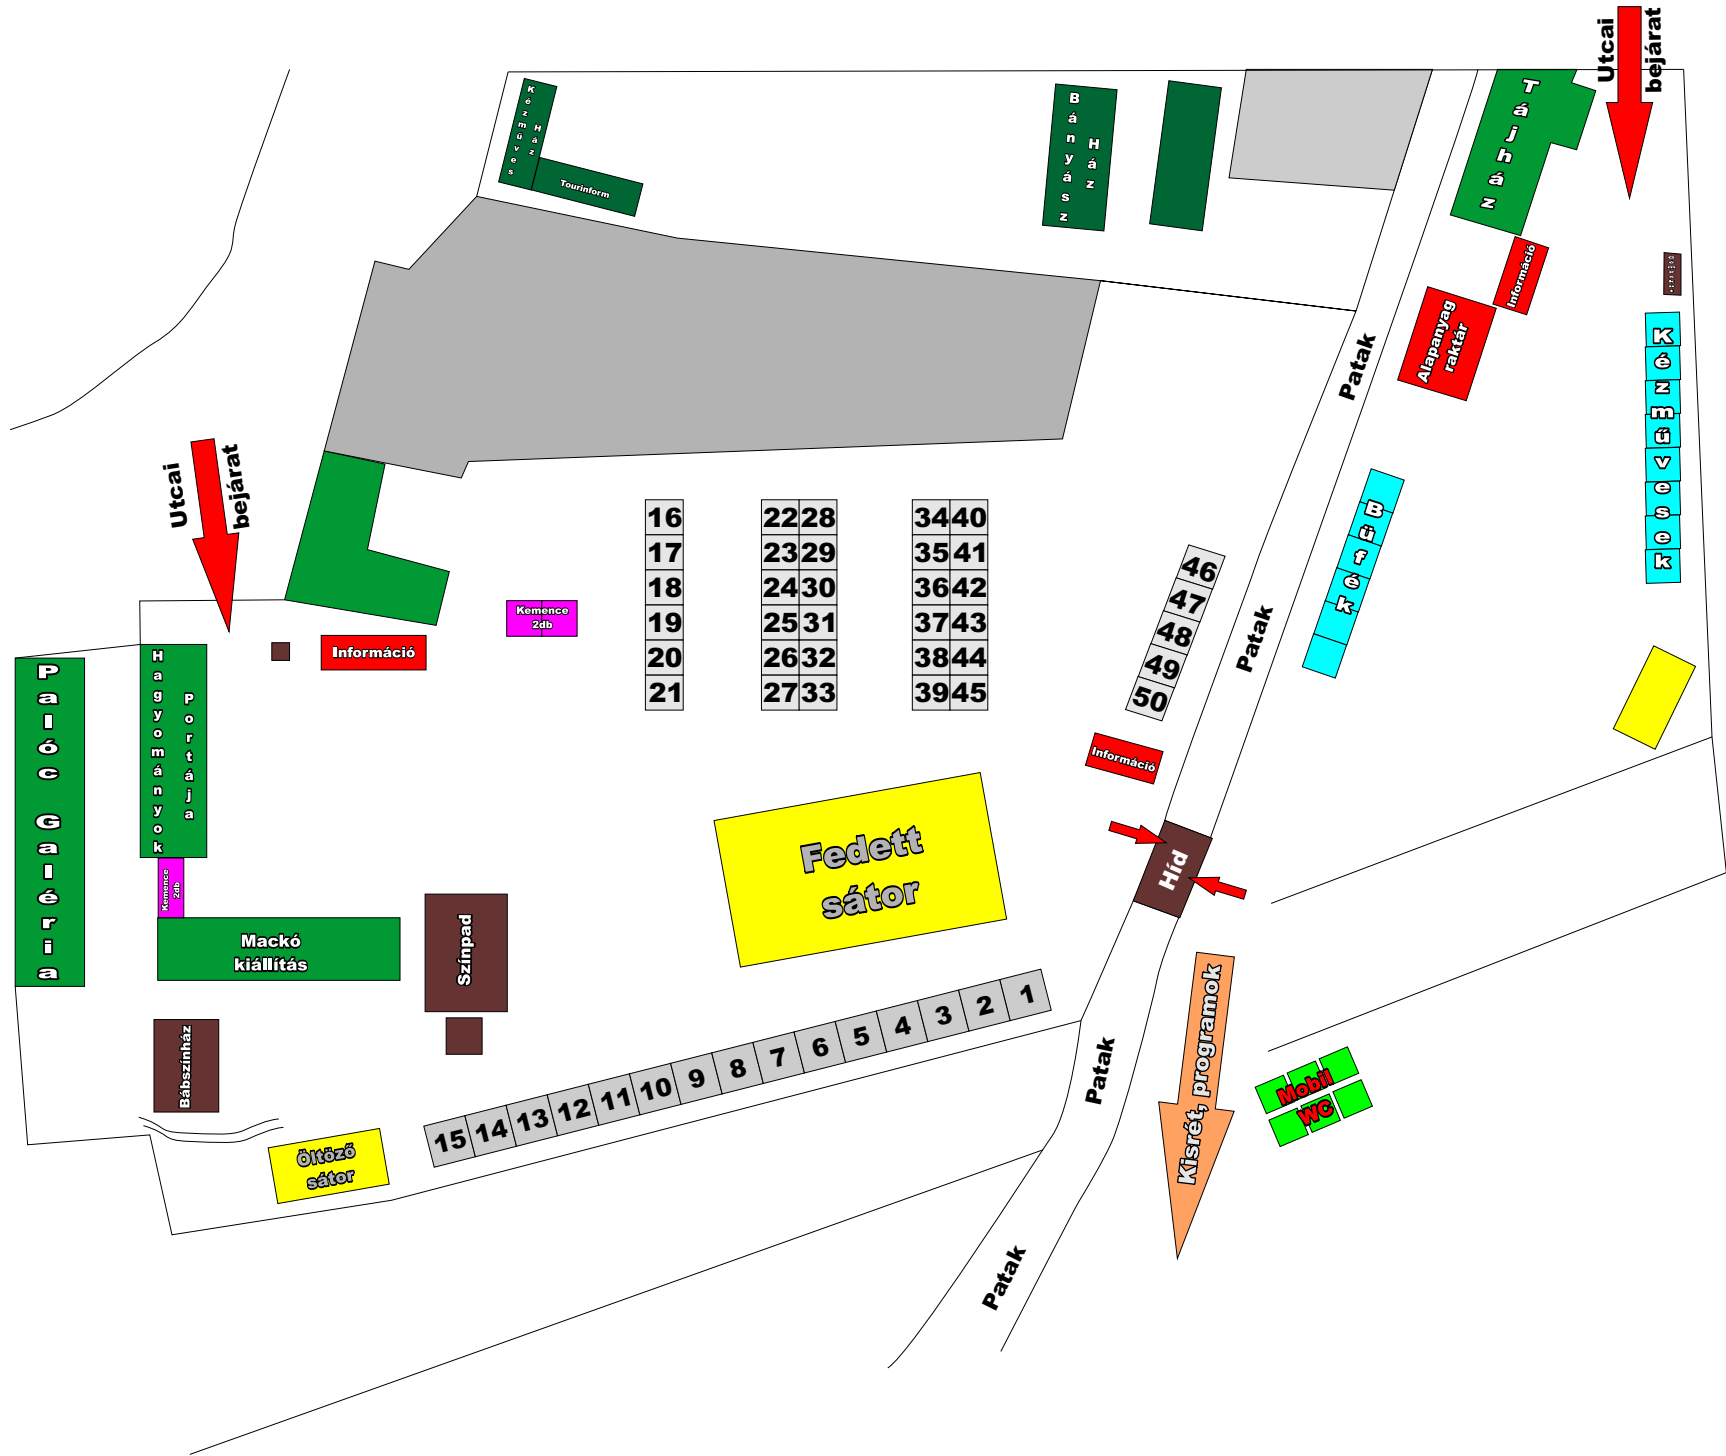 Utcai
bejárat
Kézműves
Ház
Tourinform
Bányász
Ház
Tájház
Információ
Alapanyag
raktár
Patak
Kézművesek
Büfék
Utcai
bejárat
Információ
Kemence
2db
16
17
18
19
20
21
22 28
23 29
24 30
25 31
26 32
27 33
34 40
35 41
36 42
37 43
38 44
39 45
46
47
48
49
50
Patak
Információ
Híd
Palóc Galéria
Hagyományok
Portája
Kemence
2db
Mackó
kiállítás
Színpad
Fedett
sátor
Bábszínház
Öltöző
sátor
15 14 13 12 11 10 9 8 7 6 5 4 3 2 1
Patak
Kisrét, programok
Mobil
WC
Patak